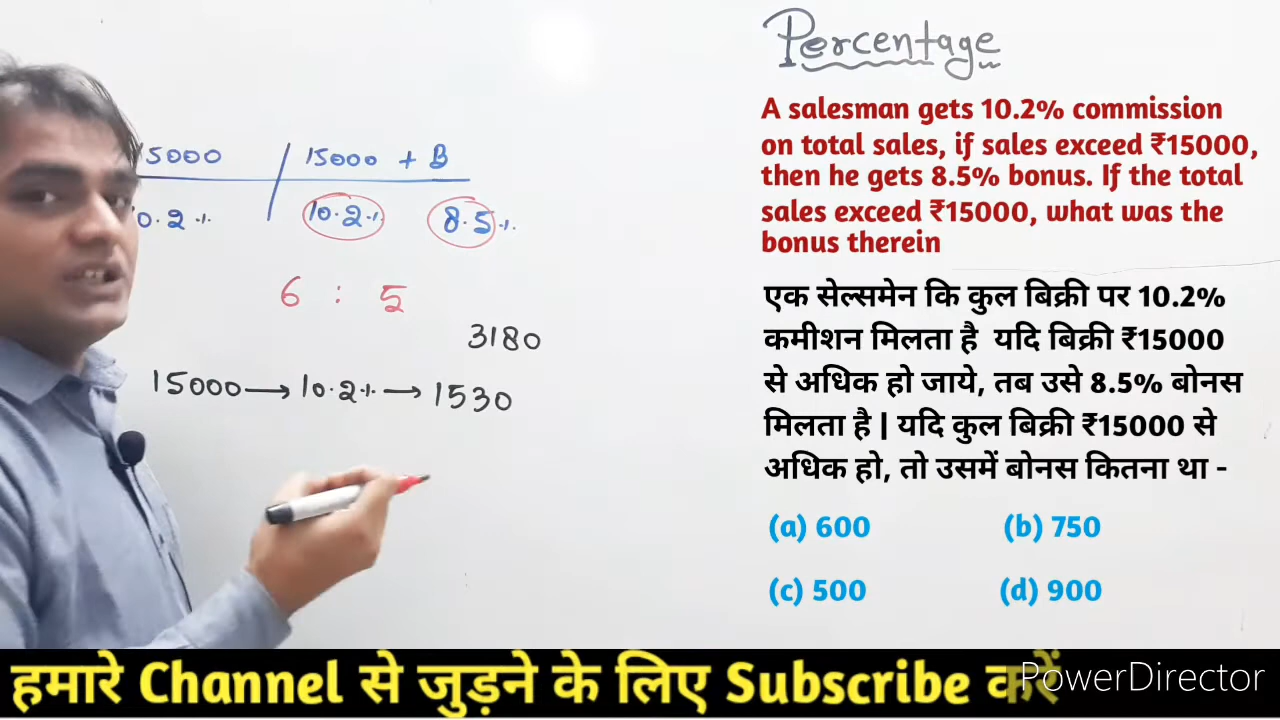 Percentage
A salesman gets 10.2% commission
on total sales, if sales exceed ₹15000,
then he gets 8.5% bonus. If the total
sales exceed ₹15000, what was the
bonus therein
एक सेल्समेन कि कुल बिक्री पर 10.2%
कमीशन मिलता है यदि बिक्री ₹15000
से अधिक हो जाये, तब उसे 8.5% बोनस
मिलता है | यदि कुल बिक्री ₹15000 से
अधिक हो, तो उसमें बोनस कितना था -
(a) 600 (b) 750
(c) 500 (d) 900
15000 | 15000 + B
10.2% | 10.2% 8.5%
6 : 5
3180
15000 → 10.2% → 1530
हमारे Channel से जुड़ने के लिए Subscribe करें
PowerDirector